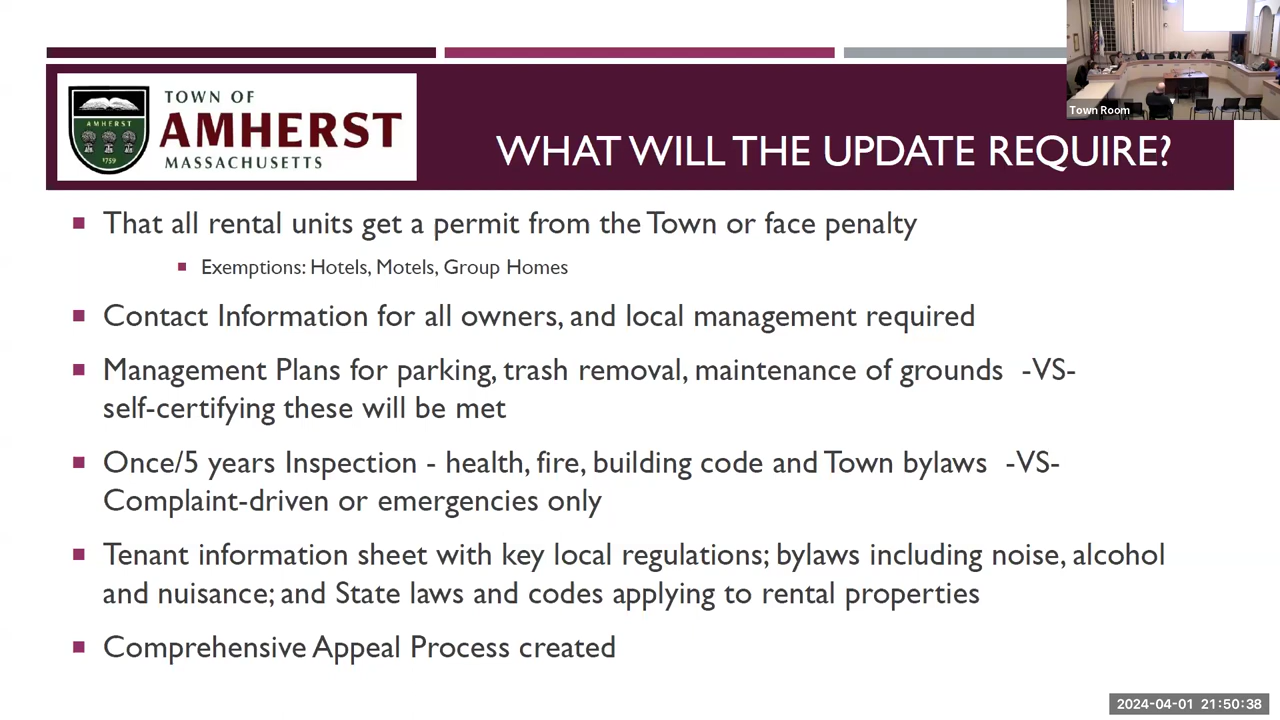 TOWN OF
AMHERST
MASSACHUSETTS
AMHERST
1759
WHAT WILL THE UPDATE REQUIRE?
Town Room
That all rental units get a permit from the Town or face penalty
Exemptions: Hotels, Motels, Group Homes
Contact Information for all owners, and local management required
Management Plans for parking, trash removal, maintenance of grounds -VS-
self-certifying these will be met
Once/5 years Inspection - health, fire, building code and Town bylaws -VS-
Complaint-driven or emergencies only
Tenant information sheet with key local regulations; bylaws including noise, alcohol
and nuisance; and State laws and codes applying to rental properties
Comprehensive Appeal Process created
2024-04-01 21:50:38